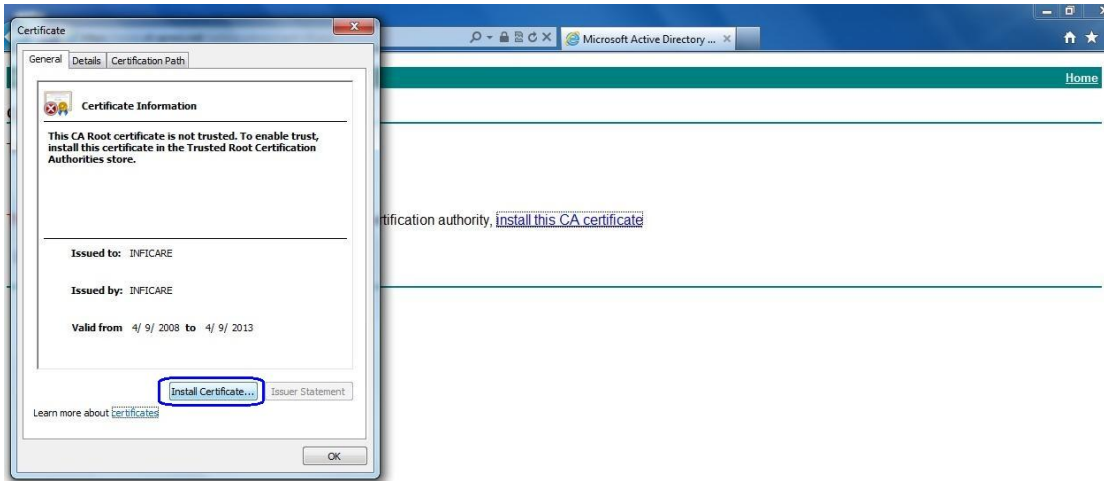 Certificate
General Details Certification Path
Certificate Information
This CA Root certificate is not trusted. To enable trust,
install this certificate in the Trusted Root Certification
Authorities store.
Issued to: INFICARE
Issued by: INFICARE
Valid from 4/ 9/ 2008 to 4/ 9/ 2013
Install Certificate... Issuer Statement
Learn more about certificates
OK
Microsoft Active Directory ...
Home
tification authority, install this CA certificate